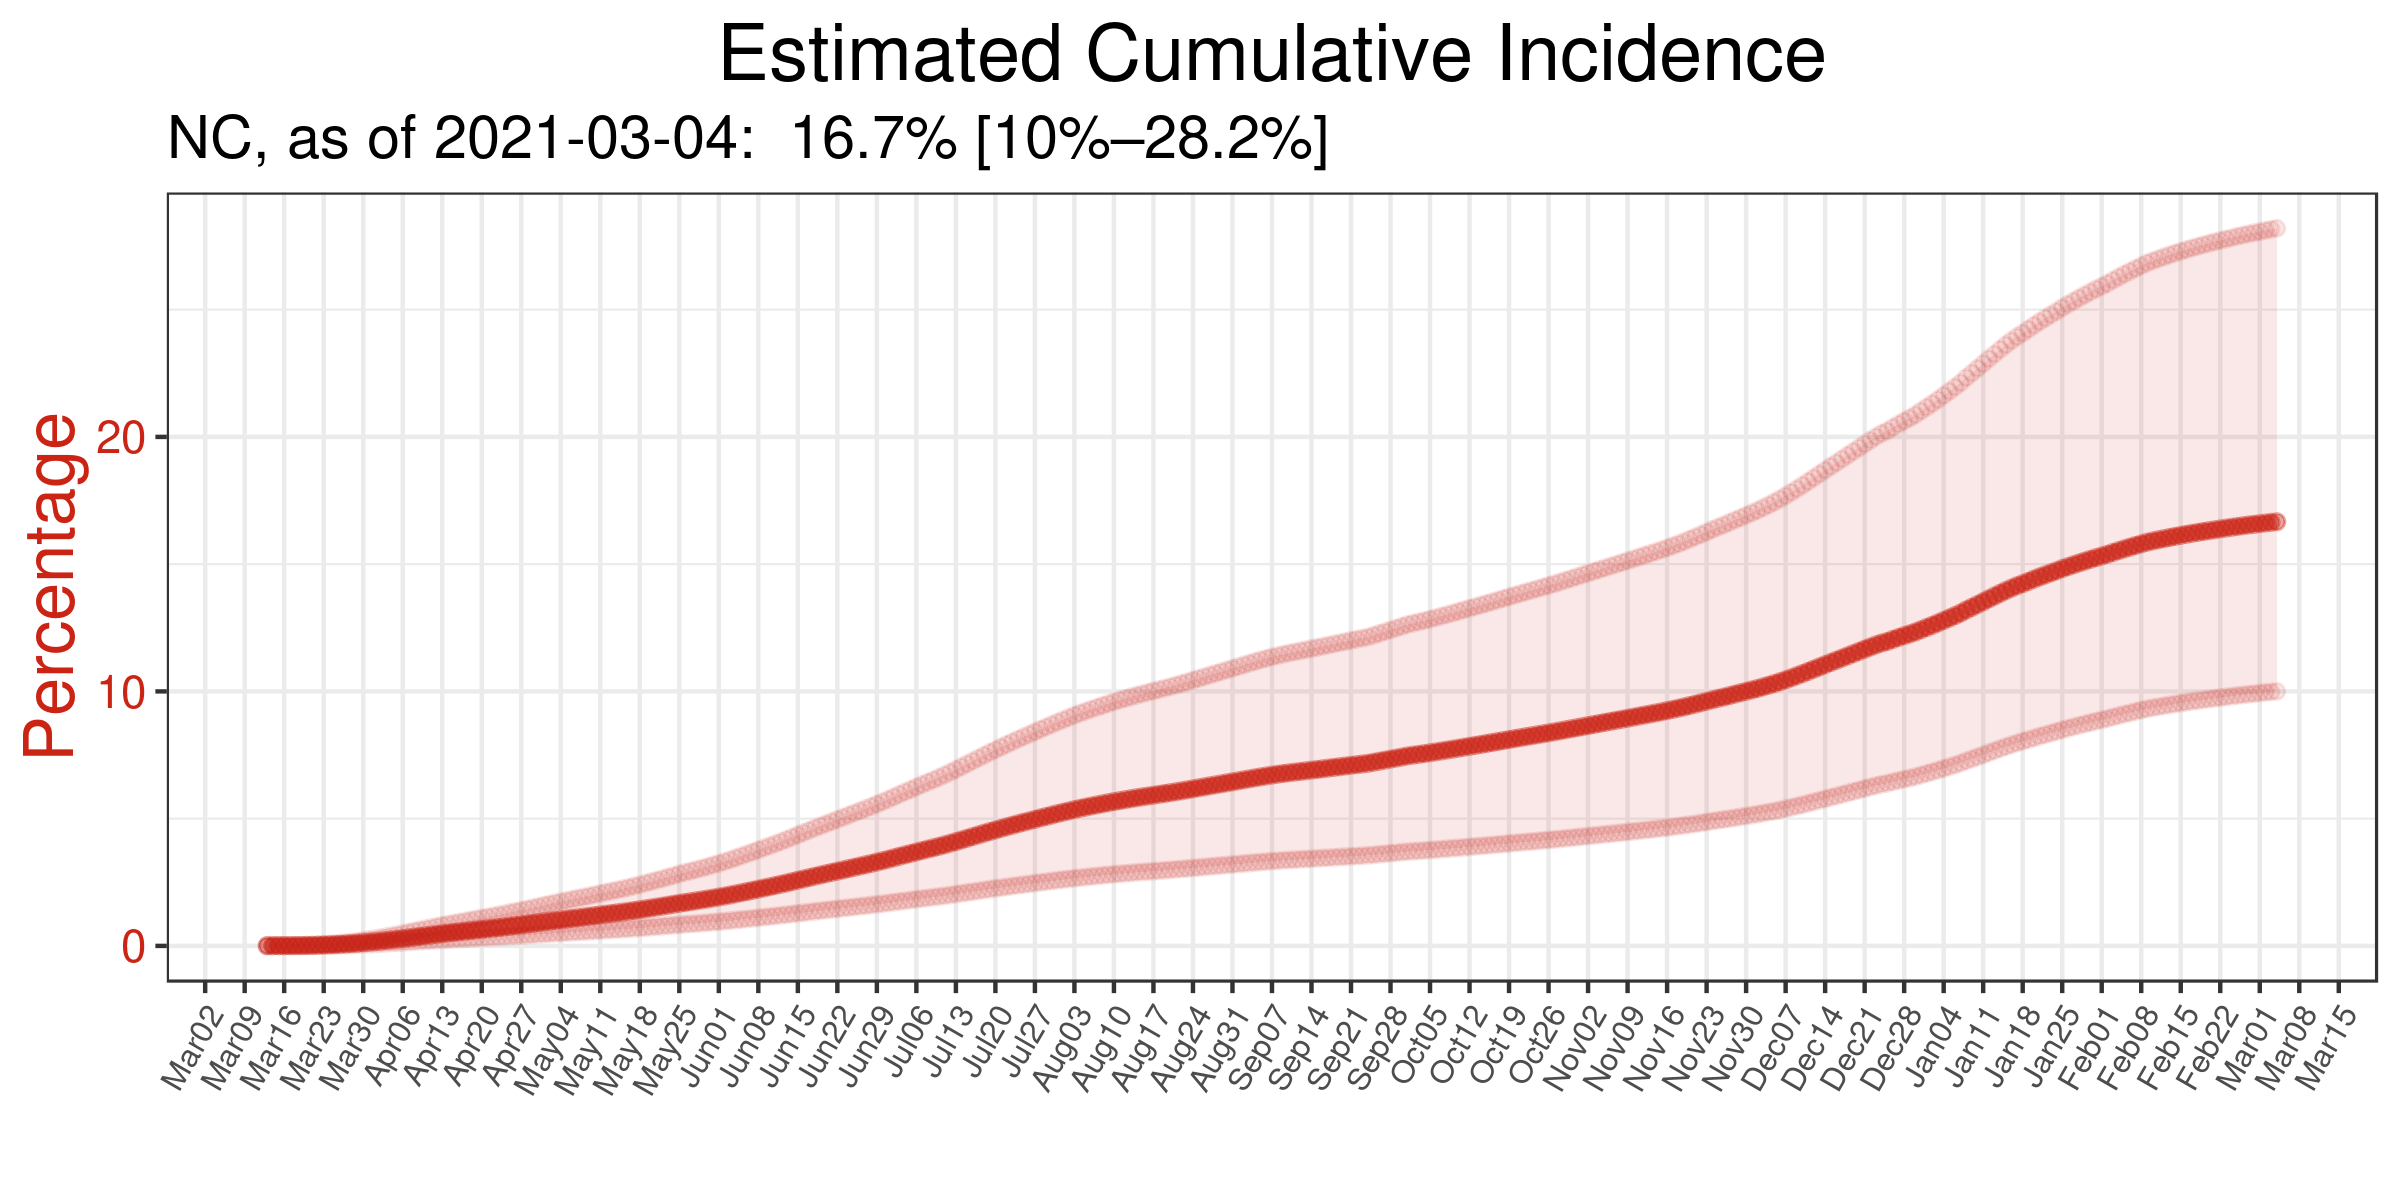 Estimated Cumulative Incidence
NC, as of 2021-03-04:  16.7% [10%–28.2%]
Percentage
20
10
0
Mar02
Mar09
Mar16
Mar23
Mar30
Apr06
Apr13
Apr20
Apr27
May04
May11
May18
May25
Jun01
Jun08
Jun15
Jun22
Jun29
Jul06
Jul13
Jul20
Jul27
Aug03
Aug10
Aug17
Aug24
Aug31
Sep07
Sep14
Sep21
Sep28
Oct05
Oct12
Oct19
Oct26
Nov02
Nov09
Nov16
Nov23
Nov30
Dec07
Dec14
Dec21
Dec28
Jan04
Jan11
Jan18
Jan25
Feb01
Feb08
Feb15
Feb22
Mar01
Mar08
Mar15